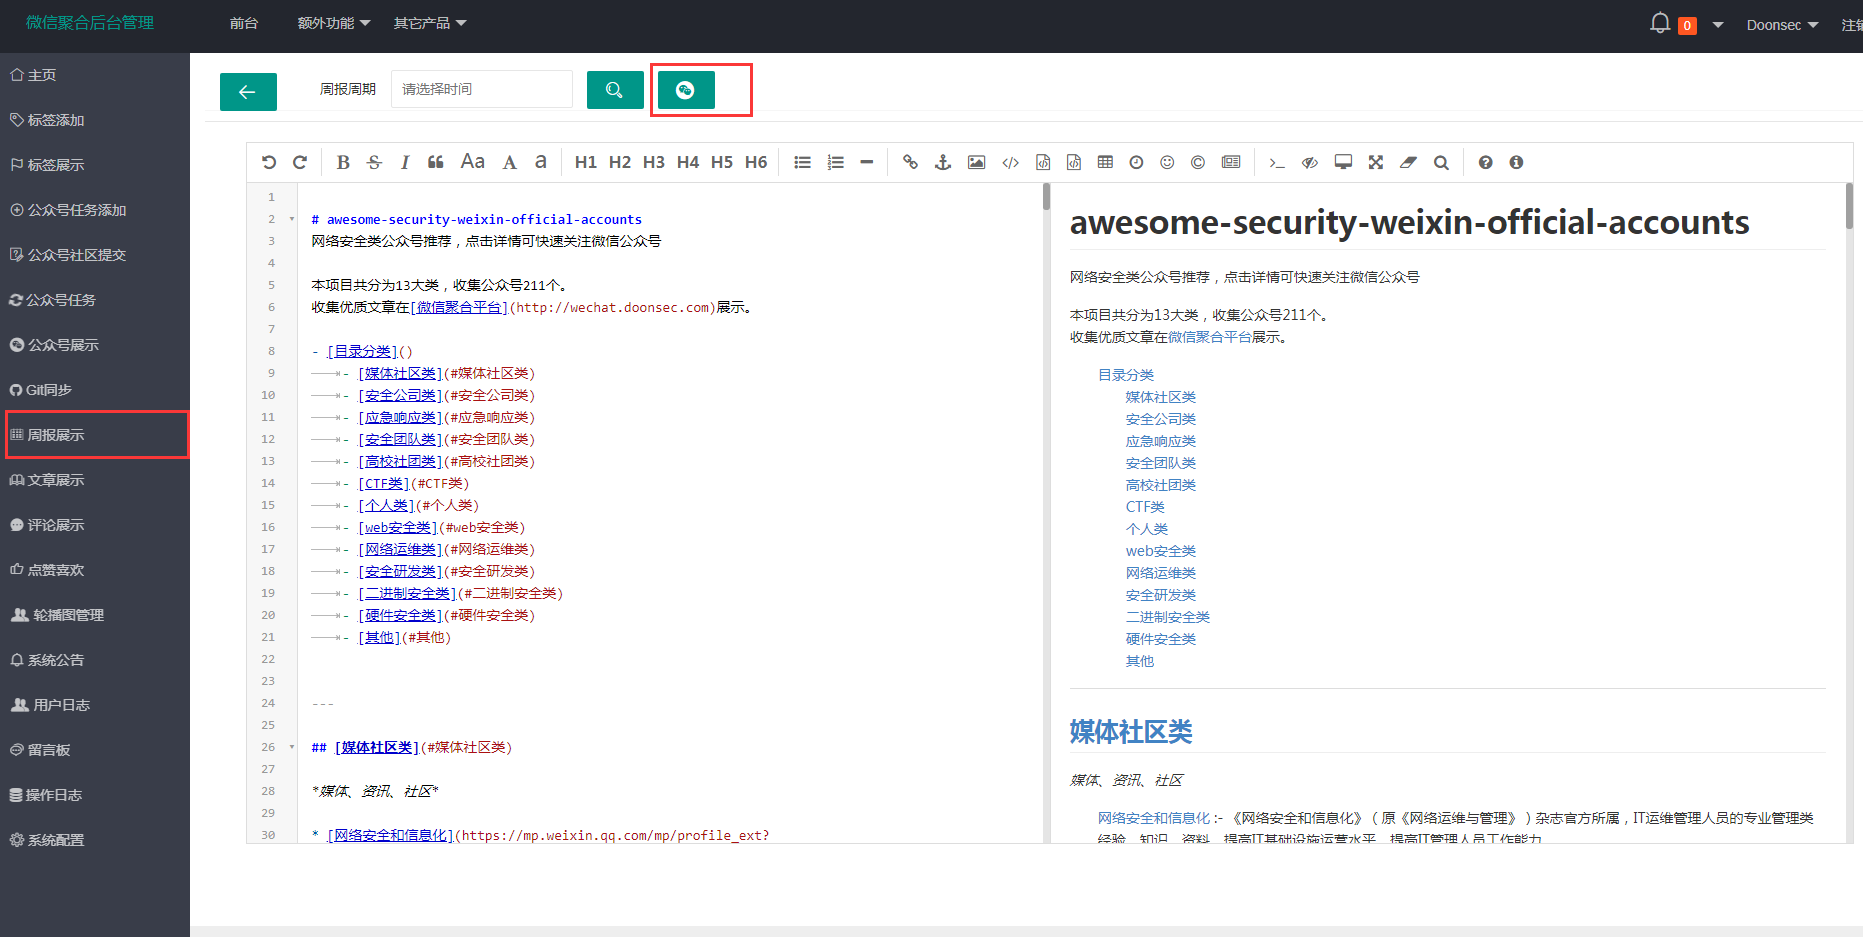 微信聚合后台管理
前台 额外功能 其它产品
0 Doonsec 注销
主页
标签添加
标签展示
公众号任务添加
公众号社区提交
公众号任务
公众号展示
Git同步
周报展示
文章展示
评论展示
点赞喜欢
轮播图管理
系统公告
用户日志
留言板
操作日志
系统配置
周报周期 请选择时间
B S I Aa A a H1 H2 H3 H4 H5 H6
1
2 # awesome-security-weixin-official-accounts
3 网络安全类公众号推荐，点击详情可快速关注微信公众号
4
5 本项目共分为13大类，收集公众号211个。
6 收集优质文章在[微信聚合平台](http://wechat.doonsec.com)展示。
7
8 - [目录分类]()
9 - [媒体社区类](#媒体社区类)
10 - [安全公司类](#安全公司类)
11 - [应急响应类](#应急响应类)
12 - [安全团队类](#安全团队类)
13 - [高校社团类](#高校社团类)
14 - [CTF类](#CTF类)
15 - [个人类](#个人类)
16 - [web安全类](#web安全类)
17 - [网络运维类](#网络运维类)
18 - [安全研发类](#安全研发类)
19 - [二进制安全类](#二进制安全类)
20 - [硬件安全类](#硬件安全类)
21 - [其他](#其他)
22
23
24 ---
25
26 ## [媒体社区类](#媒体社区类)
27
28 *媒体、资讯、社区*
29
30 * [网络安全和信息化](https://mp.weixin.qq.com/mp/profile_ext?
awesome-security-weixin-official-accounts
网络安全类公众号推荐，点击详情可快速关注微信公众号
本项目共分为13大类，收集公众号211个。
收集优质文章在微信聚合平台展示。
目录分类
媒体社区类
安全公司类
应急响应类
安全团队类
高校社团类
CTF类
个人类
web安全类
网络运维类
安全研发类
二进制安全类
硬件安全类
其他
媒体社区类
媒体、资讯、社区
网络安全和信息化 :- 《网络安全和信息化》（原《网络运维与管理》）杂志官方所属，IT运维管理人员的专业管理类
经验、知识、资料，提高IT基础设施运营水平，提高IT管理人员工作能力